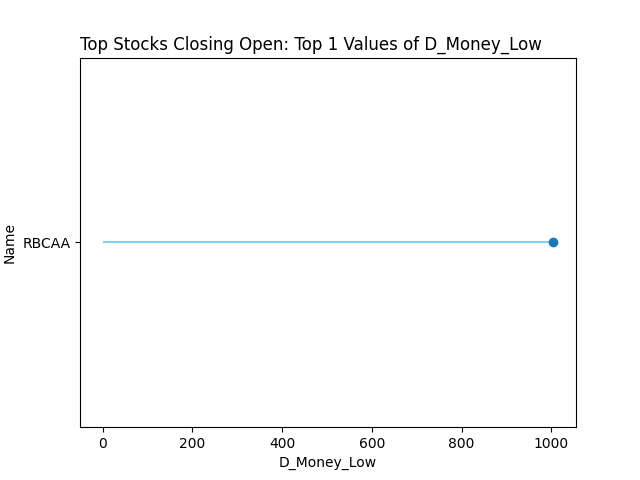 Top Stocks Closing Open: Top 1 Values of D_Money_Low
Name
RBCAA
0 200 400 600 800 1000
D_Money_Low